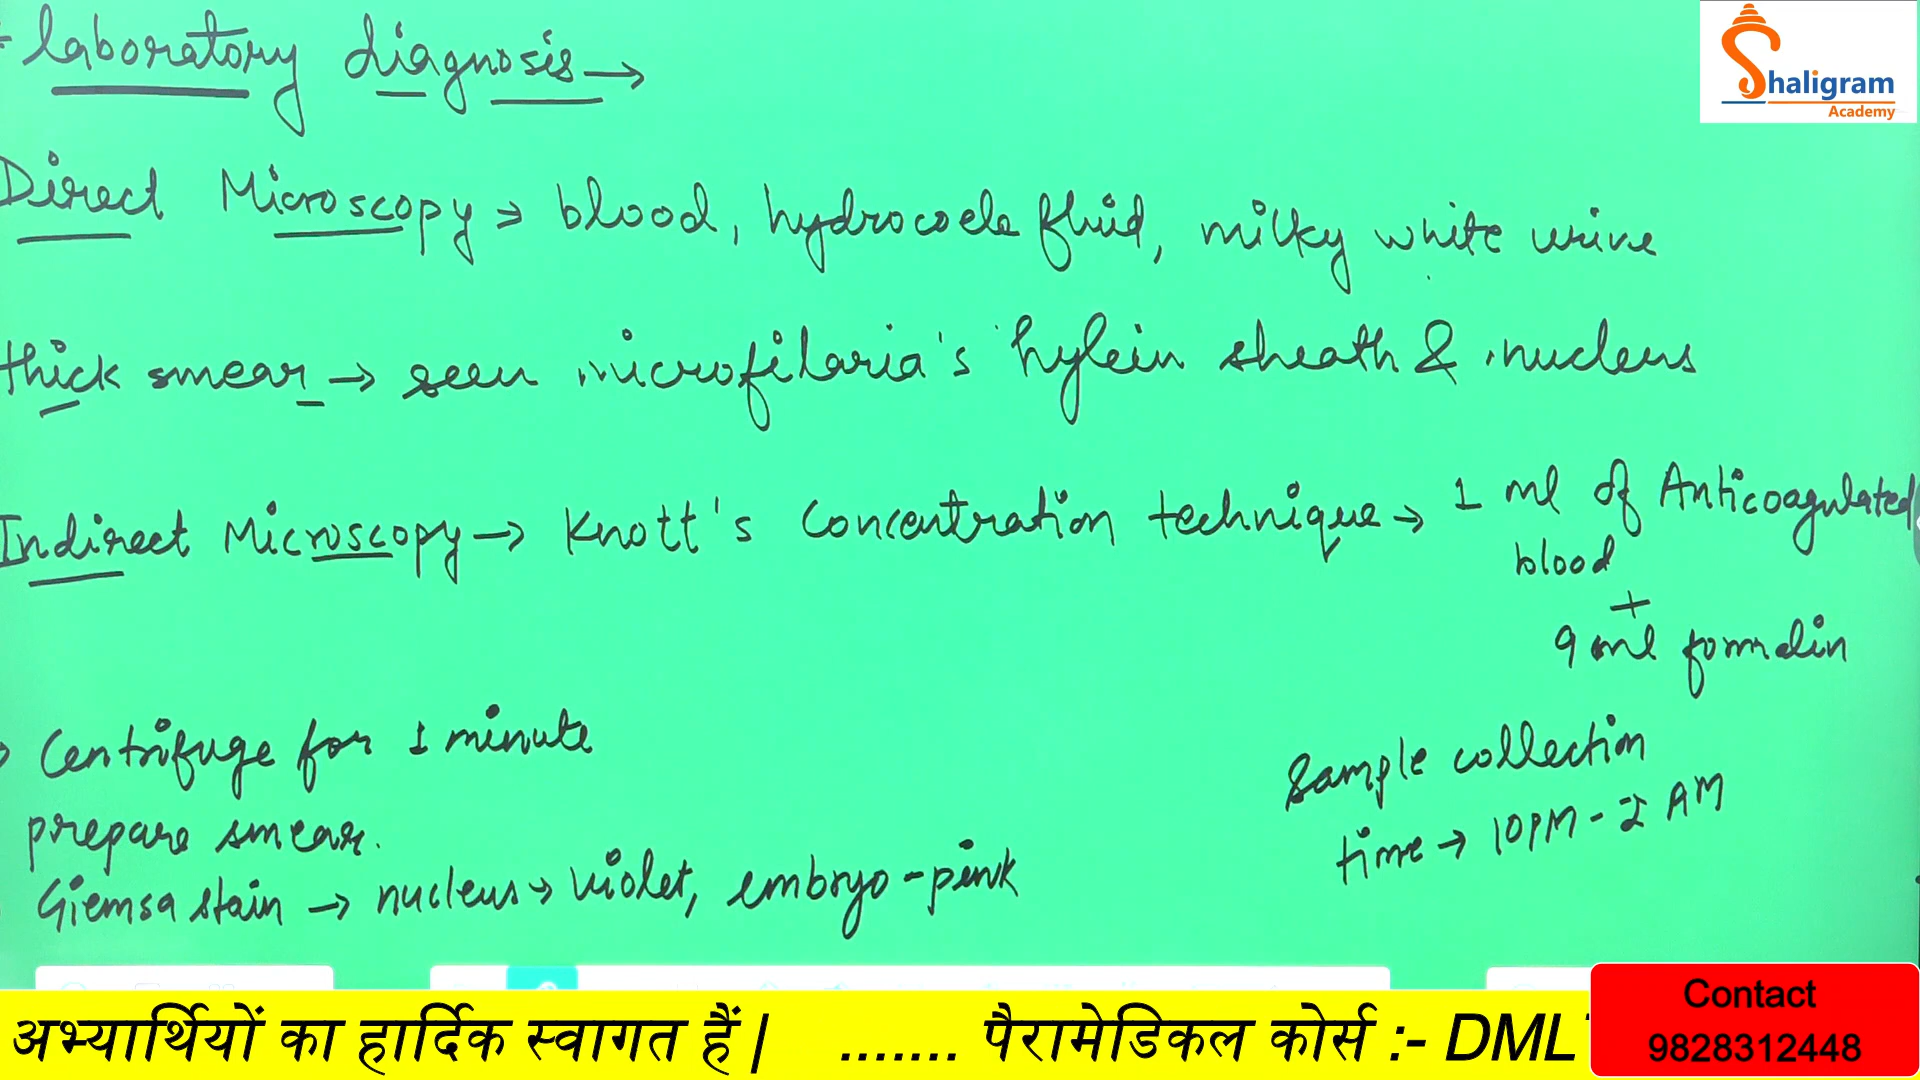 laboratory diagnosis →
Direct Microscopy → blood, hydrocoele fluid, milky white urine
thick smear → seen microfilaria's hylein sheath & nucleus
Indirect Microscopy → Knott's Concentration technique → 1 ml of Anticoagulated
blood
+
9 ml formalin
Centrifuge for 1 minute
prepare smear.
Giemsa stain → nucleus → violet, embryo - pink
Sample collection
time → 10PM - 2 AM
Shaligram
Academy
अभ्यार्थियों का हार्दिक स्वागत हैं | ....... पैरामेडिकल कोर्स :- DMLT
Contact
9828312448